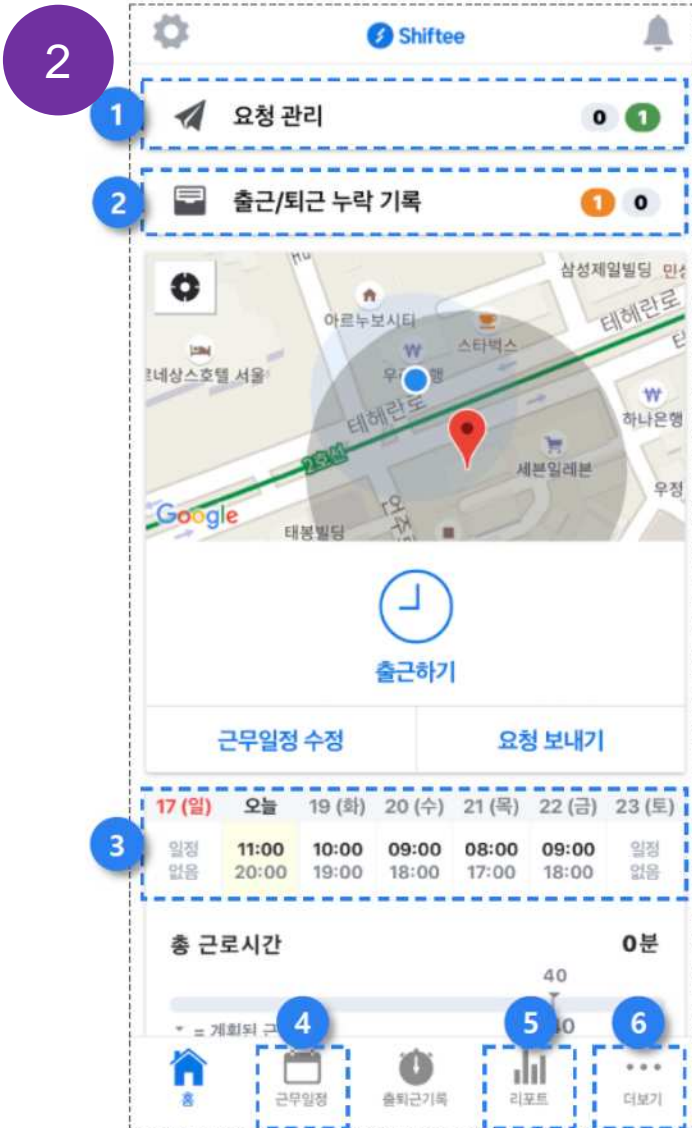 2
Shiftee
1 요청 관리 0 1
2 출근/퇴근 누락 기록 1 0
삼성제일빌딩
아르누보시티
테헤란로
스타벅스
르네상스호텔 서울
하나은행
테헤란로
2호선
세븐일레븐
우정
Google
태봉빌딩
출근하기
근무일정 수정 요청 보내기
3
17 (일) 오늘 19 (화) 20 (수) 21 (목) 22 (금) 23 (토)
일정 11:00 10:00 09:00 08:00 09:00 일정
없음 20:00 19:00 18:00 17:00 18:00 없음
총 근로시간 0분
40
= 계획된
4 5 6
홈 근무일정 출퇴근기록 리포트 더보기